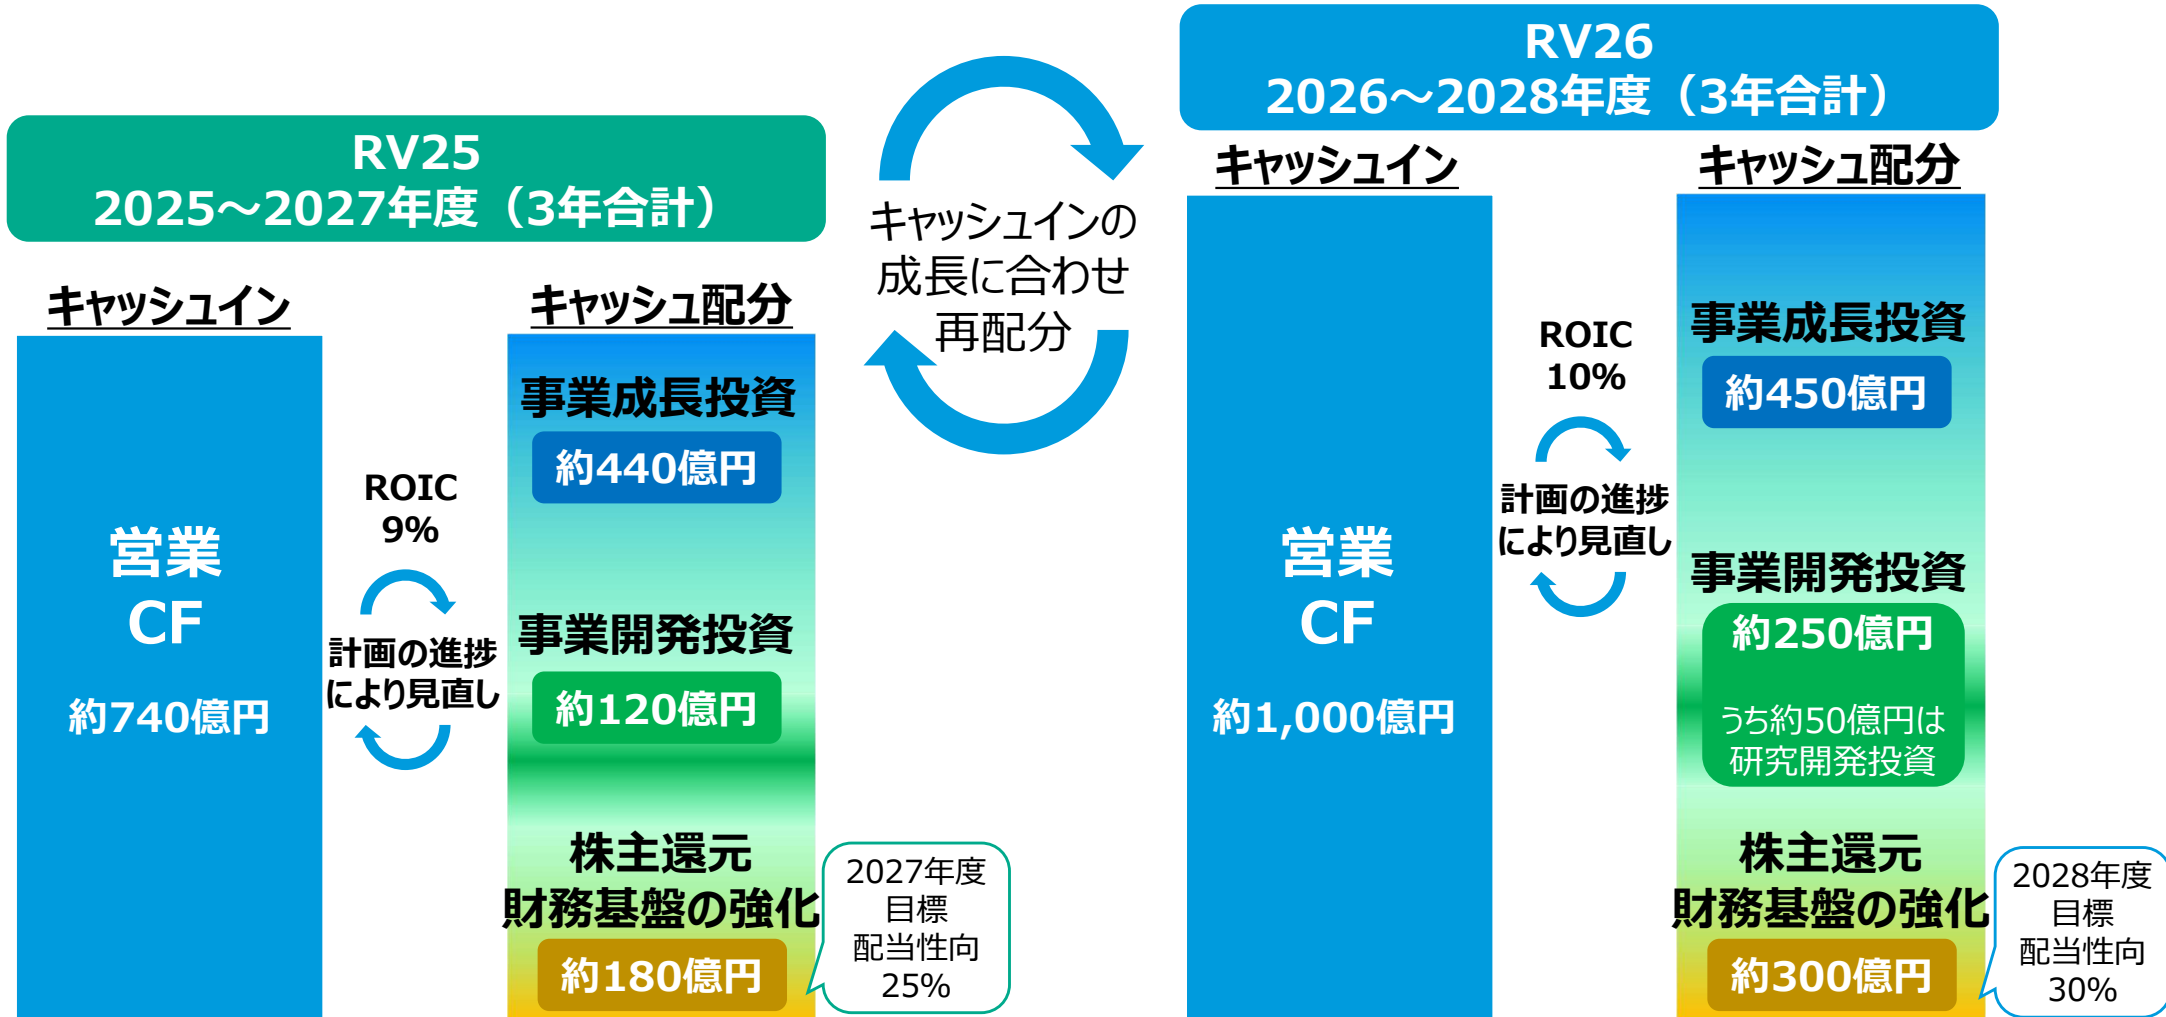 RV25
2025～2027年度（3年合計）
キャッシュイン
営業
CF
約740億円
ROIC
9%
計画の進捗
により見直し
キャッシュ配分
事業成長投資
約440億円
事業開発投資
約120億円
株主還元
財務基盤の強化
約180億円
2027年度
目標
配当性向
25%
キャッシュインの
成長に合わせ
再配分
RV26
2026～2028年度（3年合計）
キャッシュイン
営業
CF
約1,000億円
ROIC
10%
計画の進捗
により見直し
キャッシュ配分
事業成長投資
約450億円
事業開発投資
約250億円
うち約50億円は
研究開発投資
株主還元
財務基盤の強化
約300億円
2028年度
目標
配当性向
30%